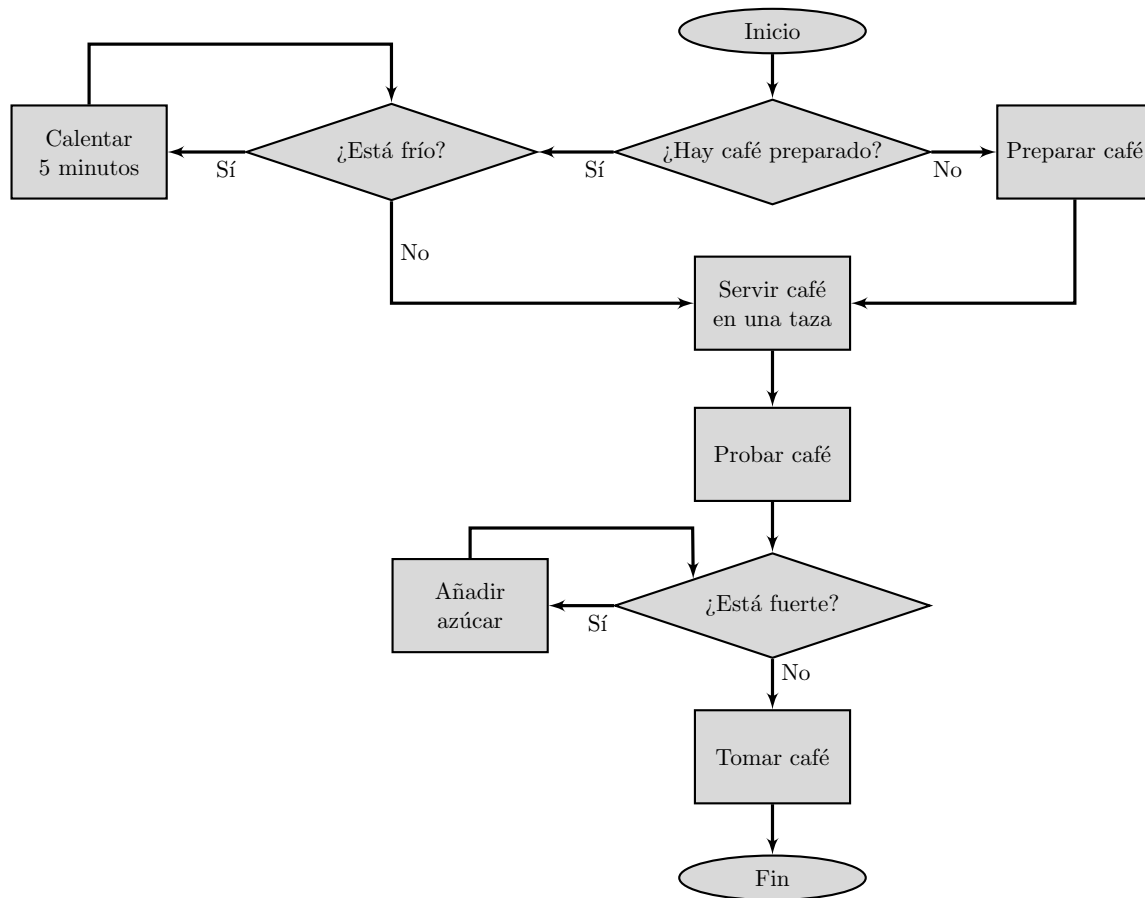 Inicio
¿Hay café preparado?
Sí
No
Preparar café
¿Está frío?
Sí
Calentar
5 minutos
No
Servir café
en una taza
Probar café
¿Está fuerte?
Sí
Añadir
azúcar
No
Tomar café
Fin